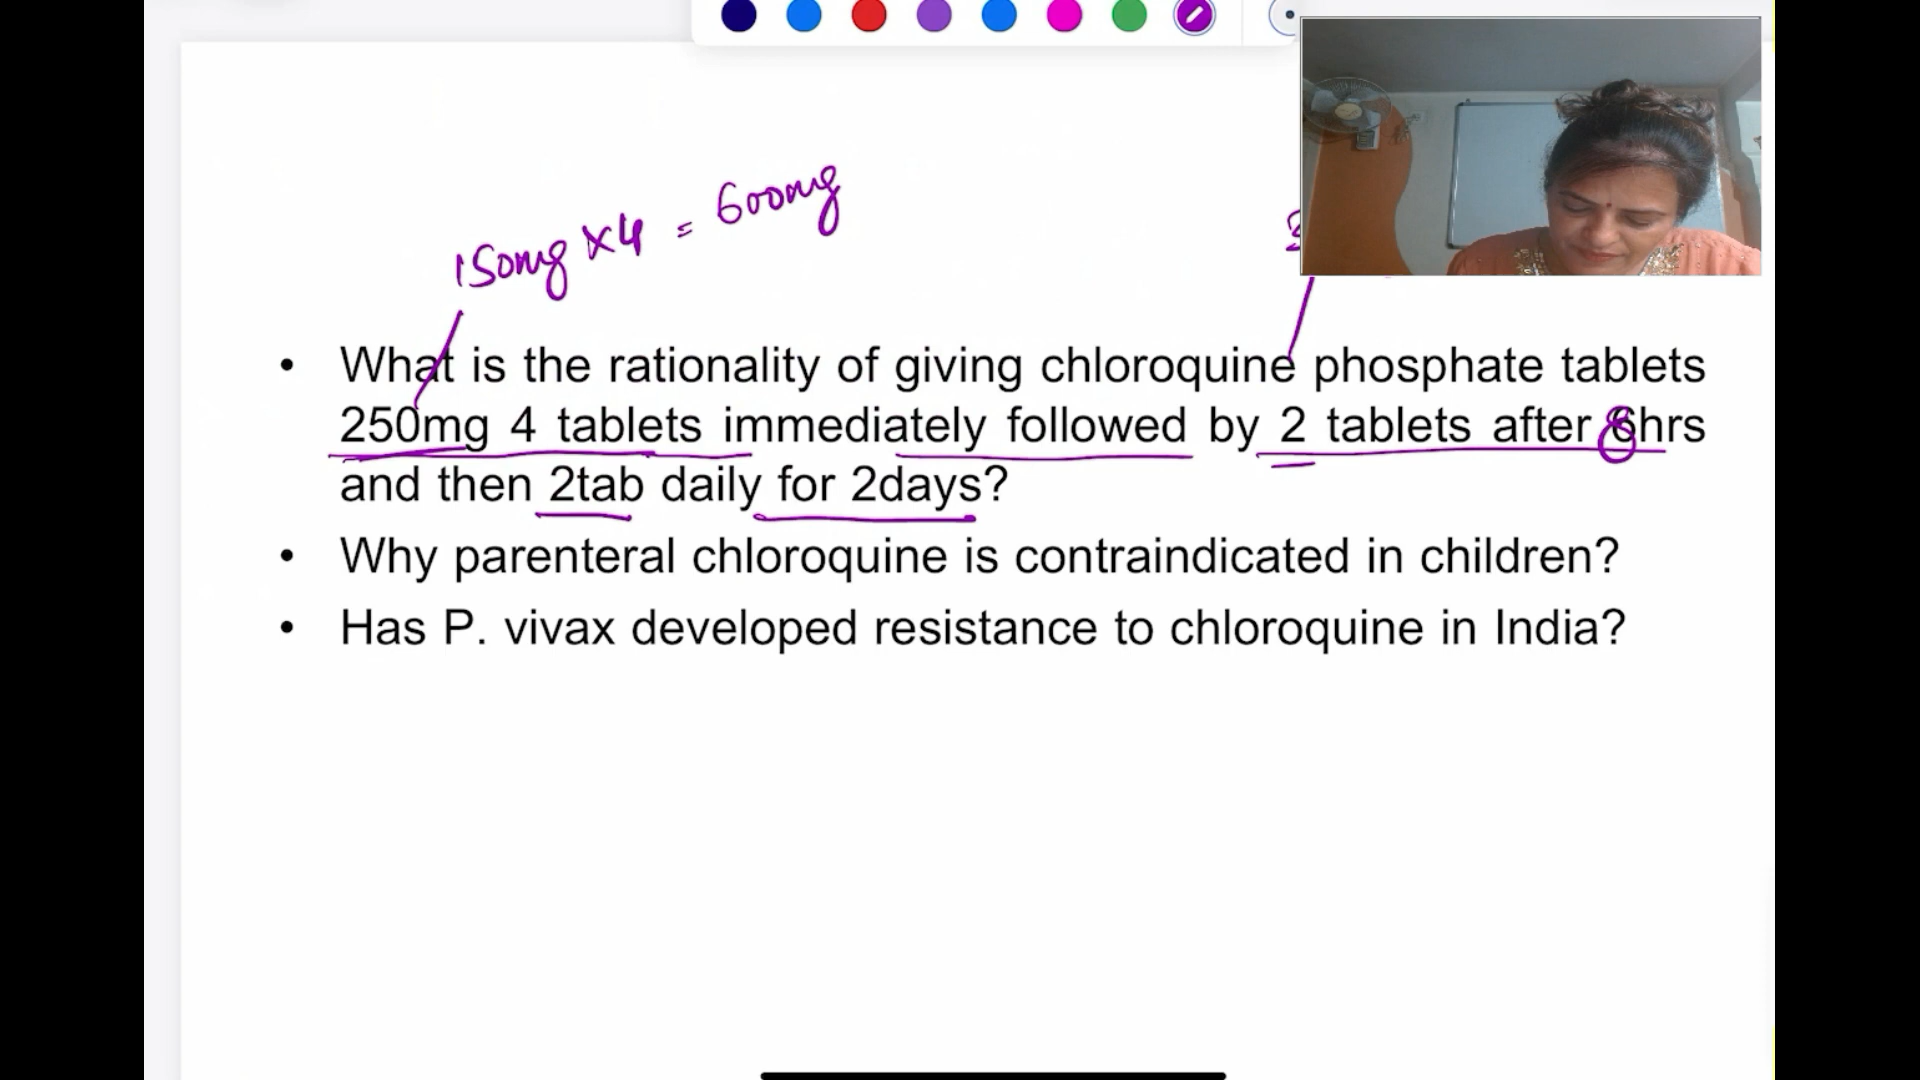 150mg X4 = 600mg
• What is the rationality of giving chloroquine phosphate tablets
250mg 4 tablets immediately followed by 2 tablets after 8hrs
and then 2tab daily for 2days?
• Why parenteral chloroquine is contraindicated in children?
• Has P. vivax developed resistance to chloroquine in India?